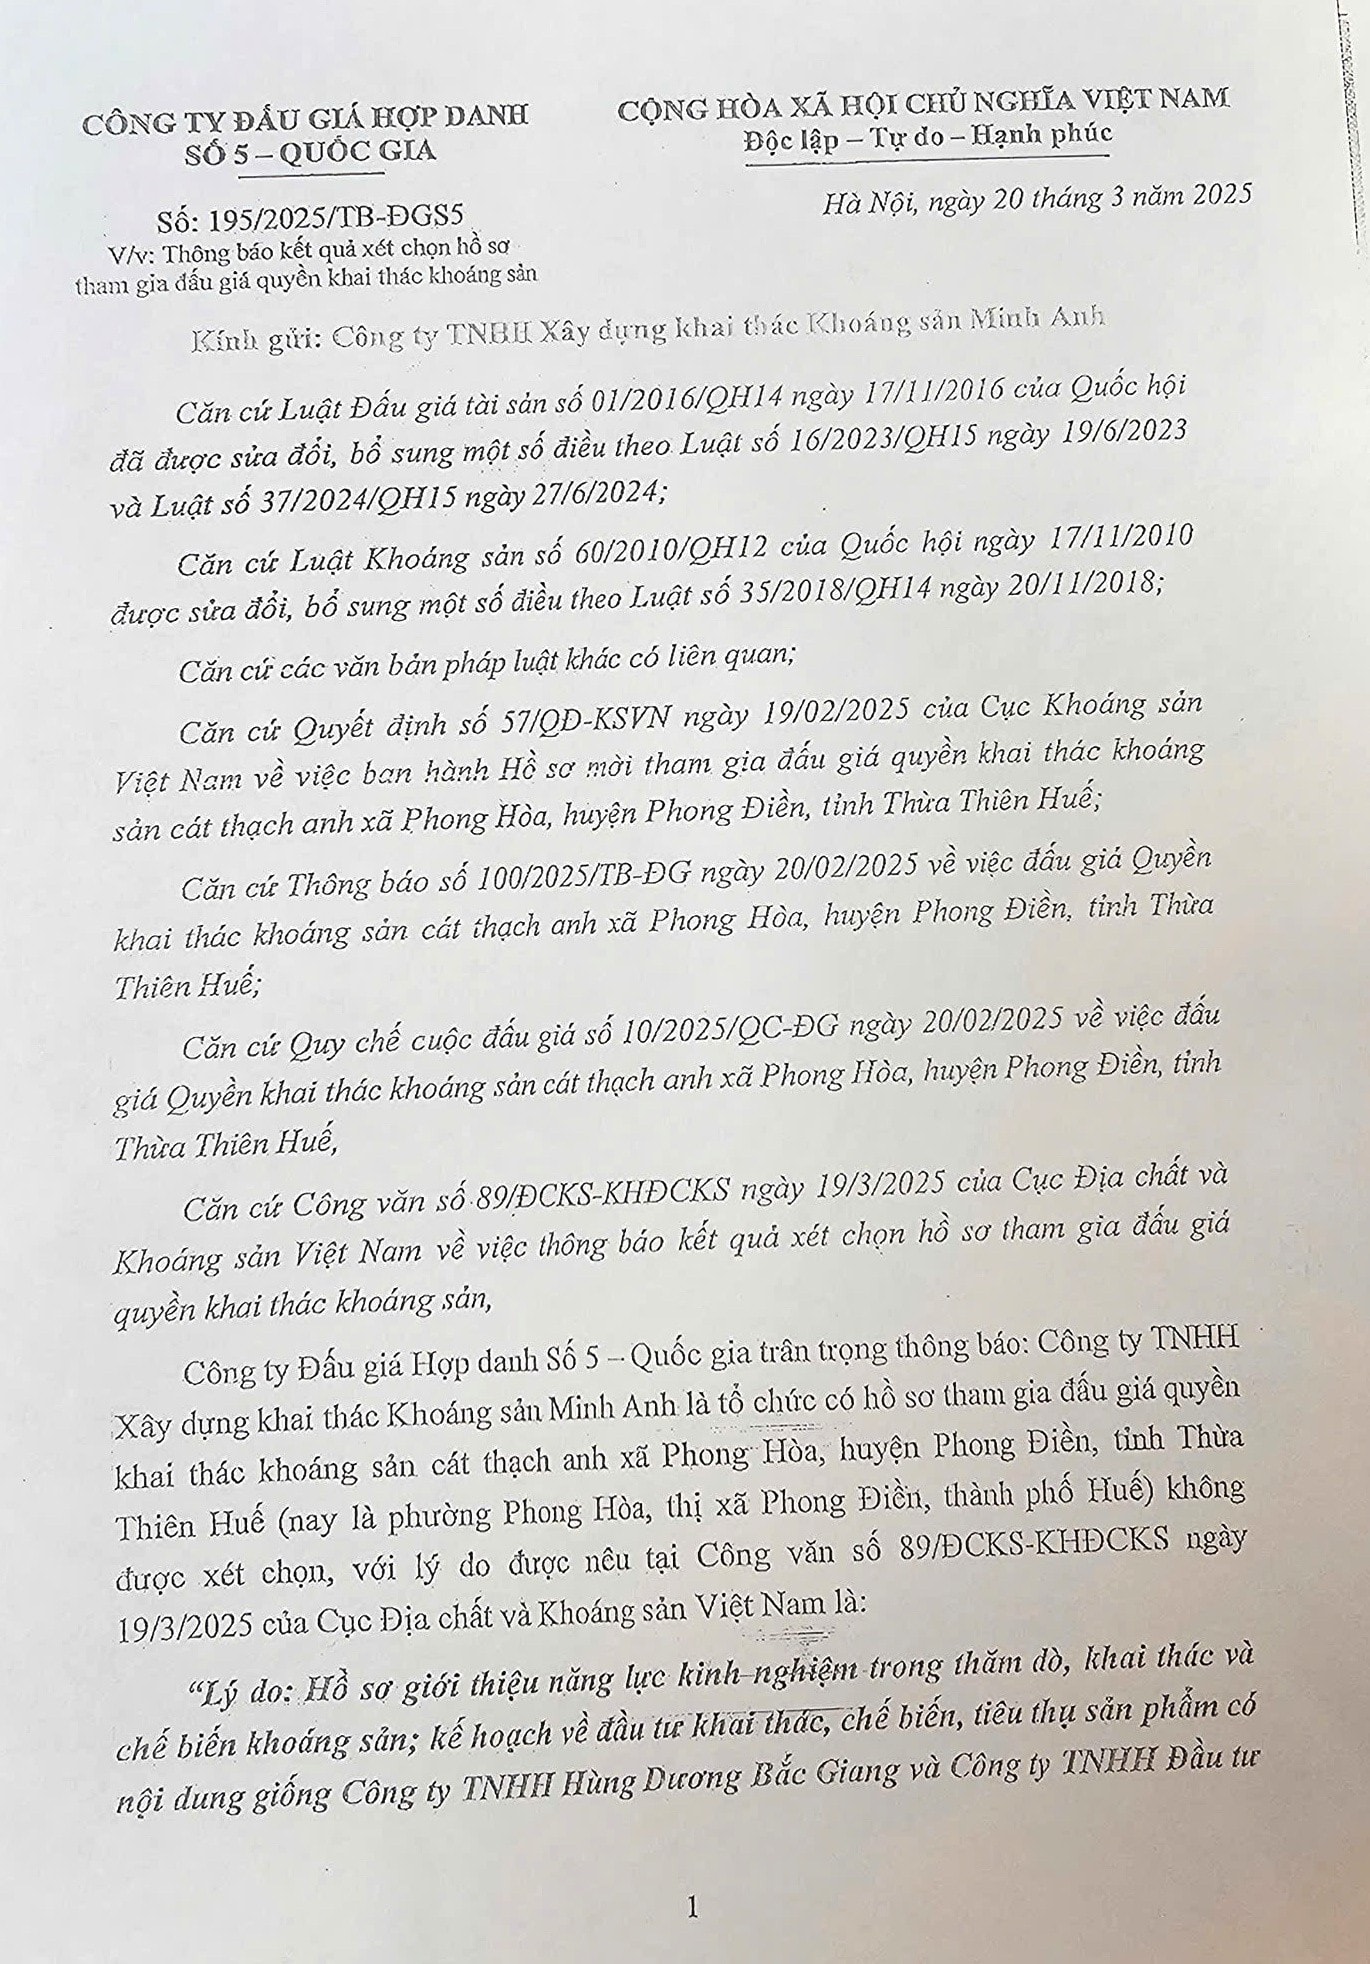 CÔNG TY ĐẤU GIÁ HỢP DANH
SỐ 5 – QUỐC GIA
CỘNG HÒA XÃ HỘI CHỦ NGHĨA VIỆT NAM
Độc lập – Tự do – Hạnh phúc
Số: 195/2025/TB-ĐGS5
V/v: Thông báo kết quả xét chọn hồ sơ
tham gia đấu giá quyền khai thác khoáng sản
Hà Nội, ngày 20 tháng 3 năm 2025
Kính gửi: Công ty TNHH Xây dựng khai thác Khoáng sản Minh Anh
Căn cứ Luật Đấu giá tài sản số 01/2016/QH14 ngày 17/11/2016 của Quốc hội
đã được sửa đổi, bổ sung một số điều theo Luật số 16/2023/QH15 ngày 19/6/2023
và Luật số 37/2024/QH15 ngày 27/6/2024;
Căn cứ Luật Khoáng sản số 60/2010/QH12 của Quốc hội ngày 17/11/2010
được sửa đổi, bổ sung một số điều theo Luật số 35/2018/QH14 ngày 20/11/2018;
Căn cứ các văn bản pháp luật khác có liên quan;
Căn cứ Quyết định số 57/QĐ-KSVN ngày 19/02/2025 của Cục Khoáng sản
Việt Nam về việc ban hành Hồ sơ mời tham gia đấu giá quyền khai thác khoáng
sản cát thạch anh xã Phong Hòa, huyện Phong Điền, tỉnh Thừa Thiên Huế;
Căn cứ Thông báo số 100/2025/TB-ĐG ngày 20/02/2025 về việc đấu giá Quyền
khai thác khoáng sản cát thạch anh xã Phong Hòa, huyện Phong Điền, tỉnh Thừa
Thiên Huế;
Căn cứ Quy chế cuộc đấu giá số 10/2025/QC-ĐG ngày 20/02/2025 về việc đấu
giá Quyền khai thác khoáng sản cát thạch anh xã Phong Hòa, huyện Phong Điền, tỉnh
Thừa Thiên Huế,
Căn cứ Công văn số 89/ĐCKS-KHĐCKS ngày 19/3/2025 của Cục Địa chất và
Khoáng sản Việt Nam về việc thông báo kết quả xét chọn hồ sơ tham gia đấu giá
quyền khai thác khoáng sản,
Công ty Đấu giá Hợp danh Số 5 – Quốc gia trân trọng thông báo: Công ty TNHH
Xây dựng khai thác Khoáng sản Minh Anh là tổ chức có hồ sơ tham gia đấu giá quyền
khai thác khoáng sản cát thạch anh xã Phong Hòa, huyện Phong Điền, tỉnh Thừa
Thiên Huế (nay là phường Phong Hòa, thị xã Phong Điền, thành phố Huế) không
được xét chọn, với lý do được nêu tại Công văn số 89/ĐCKS-KHĐCKS ngày
19/3/2025 của Cục Địa chất và Khoáng sản Việt Nam là:
“Lý do: Hồ sơ giới thiệu năng lực kinh nghiệm trong thăm dò, khai thác và
chế biến khoáng sản; kế hoạch về đầu tư khai thác, chế biến, tiêu thụ sản phẩm có
nội dung giống Công ty TNHH Hùng Dương Bắc Giang và Công ty TNHH Đầu tư
1